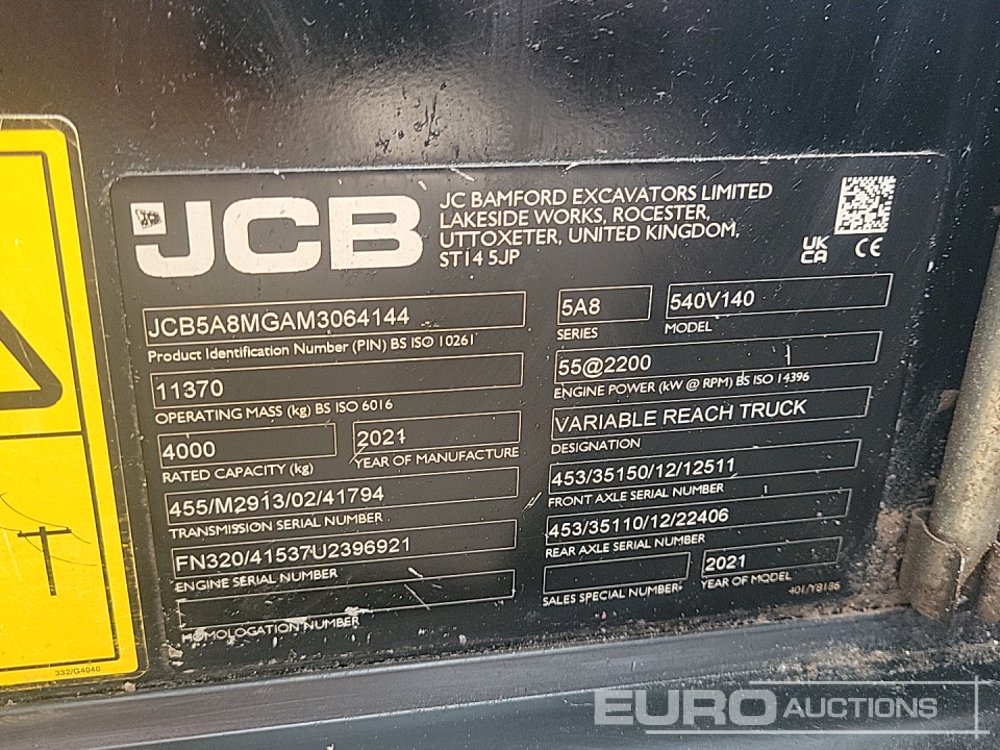 JCB
JC BAMFORD EXCAVATORS LIMITED
LAKESIDE WORKS, ROCESTER,
UTTOXETER, UNITED KINGDOM,
ST14 5JP
UK
CA
CE
JCB5A8MGAM3064144
Product Identification Number (PIN) BS ISO 10261
5A8
SERIES
540V140
MODEL
11370
OPERATING MASS (kg) BS ISO 6016
55@2200
ENGINE POWER (kW @ RPM) BS ISO 14396
4000
RATED CAPACITY (kg)
2021
YEAR OF MANUFACTURE
VARIABLE REACH TRUCK
DESIGNATION
455/M2913/02/41794
TRANSMISSION SERIAL NUMBER
453/35150/12/12511
FRONT AXLE SERIAL NUMBER
FN320/41537U2396921
ENGINE SERIAL NUMBER
453/35110/12/22406
REAR AXLE SERIAL NUMBER
HOMOLOGATION NUMBER
SALES SPECIAL NUMBER
2021
YEAR OF MODEL
401/Y8186
332/G4040
EURO AUCTIONS